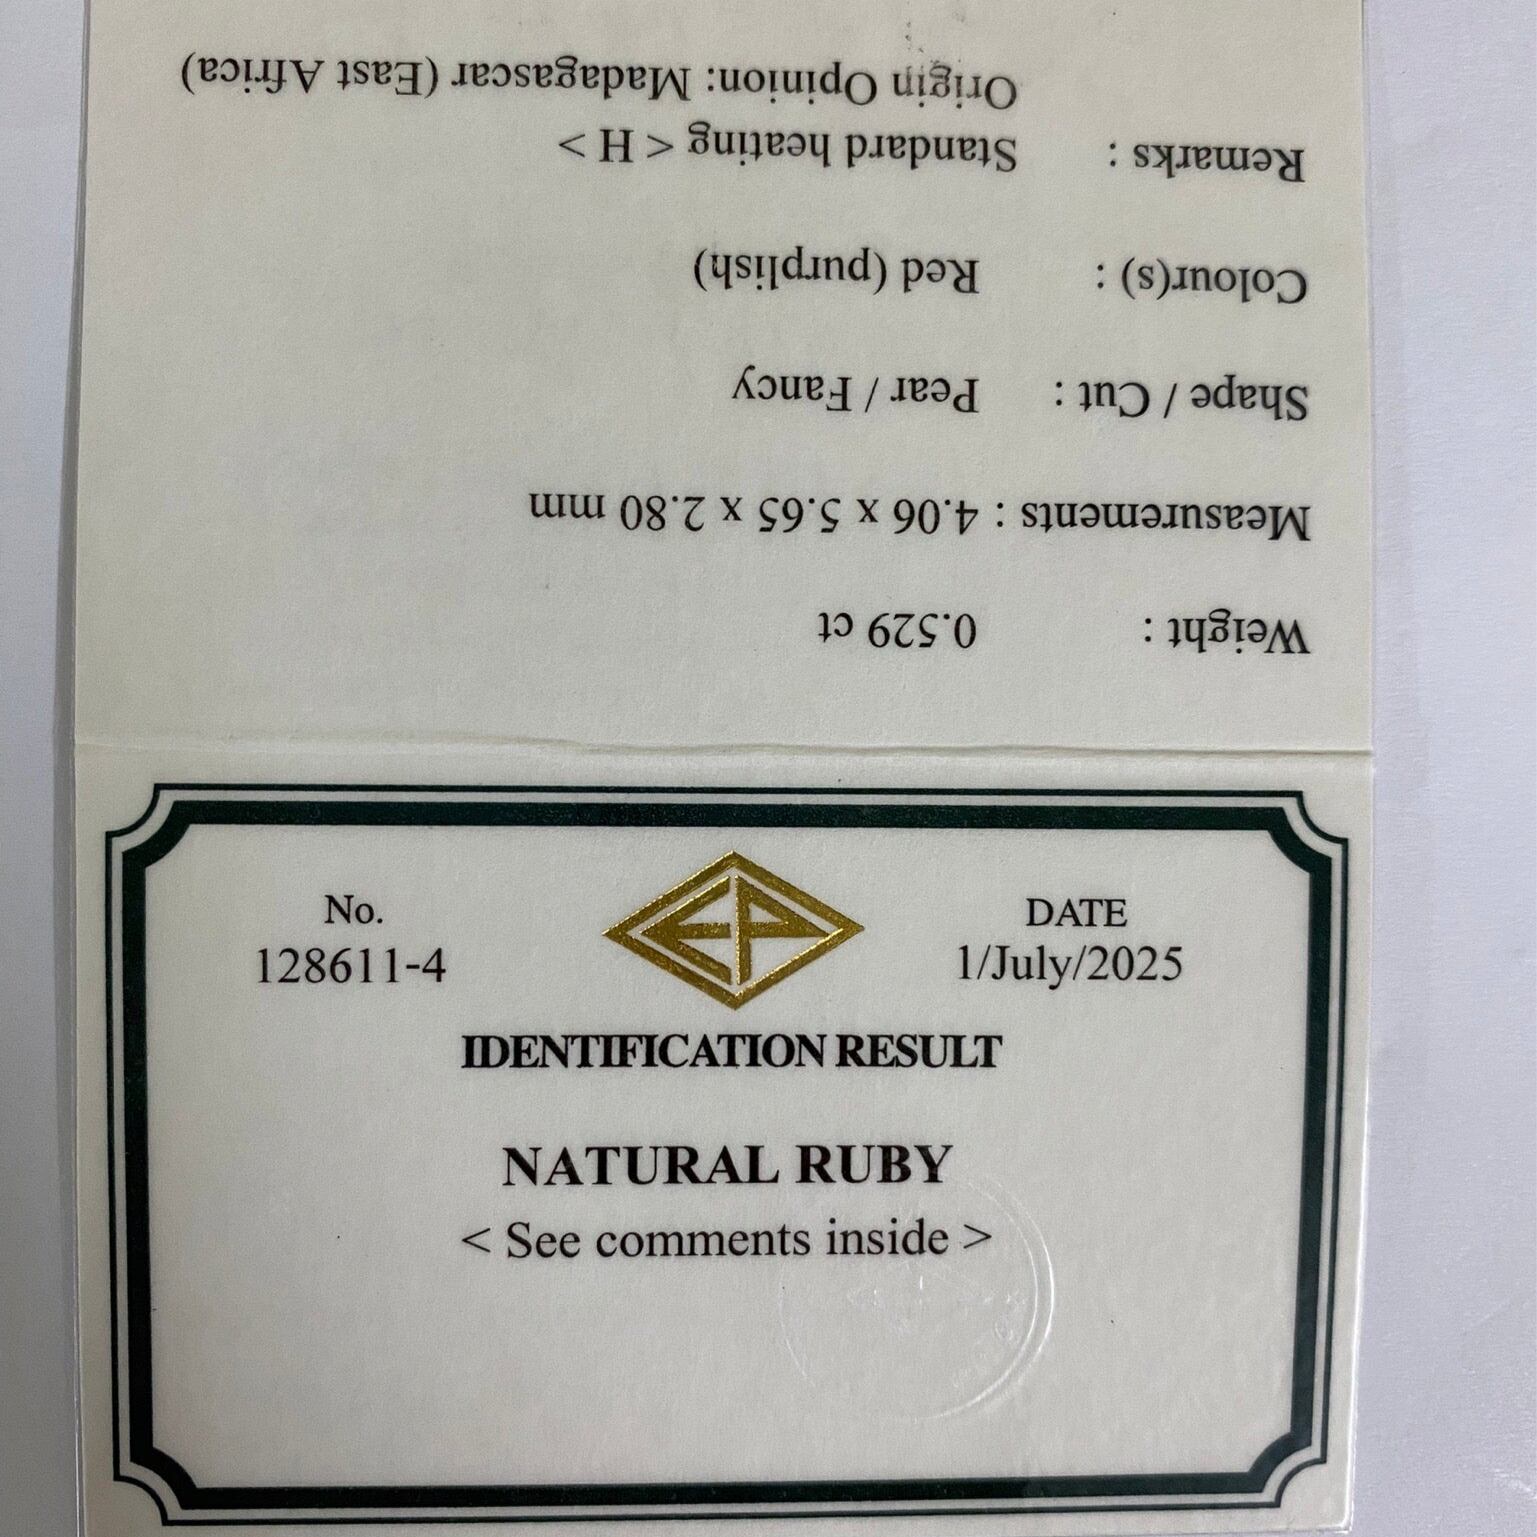 Weight : 0.529 ct
Measurements : 4.06 x 5.65 x 2.80 mm
Shape / Cut : Pear / Fancy
Colour(s) : Red (purplish)
Remarks : Standard heating < H >
Origin Opinion: Madagascar (East Africa)
No.
128611-4
EP
DATE
1/July/2025
IDENTIFICATION RESULT
NATURAL RUBY
< See comments inside >